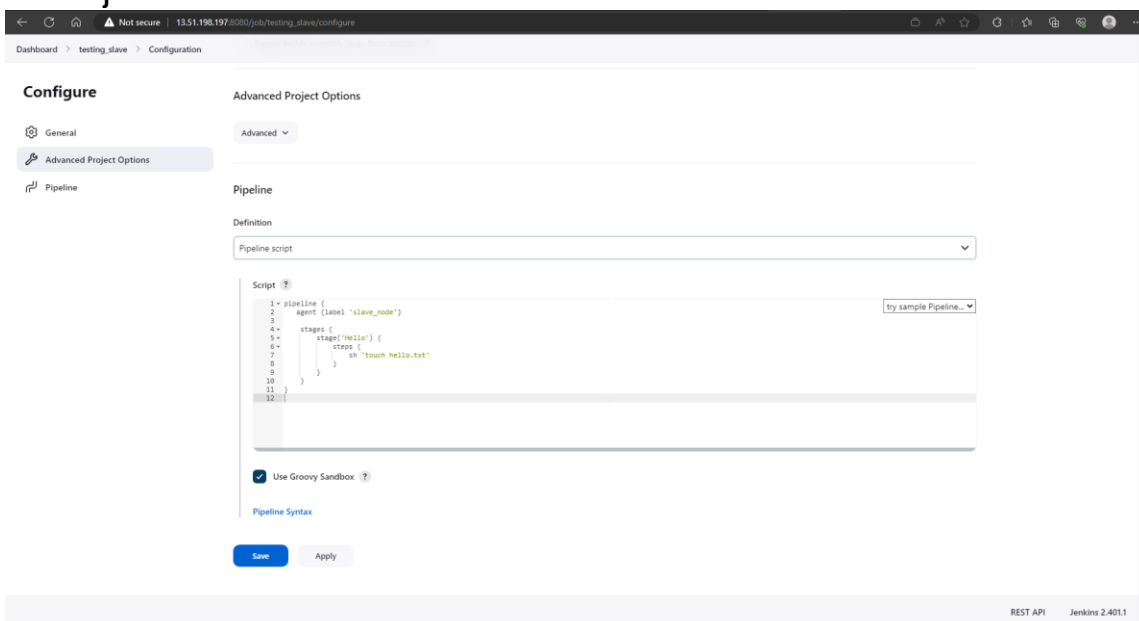 Not secure | 13.51.198.197:8080/job/testing_slave/configure
Dashboard > testing_slave > Configuration
Configure
General
Advanced Project Options
Pipeline
Advanced Project Options
Advanced
Pipeline
Definition
Pipeline script
Script ?
try sample Pipeline...
1 pipeline {
2 agent {label 'slave_node'}
3
4 stages {
5 stage('Hello') {
6 steps {
7 sh 'touch hello.txt'
8 }
9 }
10 }
11 }
12
Use Groovy Sandbox ?
Pipeline Syntax
Save Apply
REST API Jenkins 2.401.1